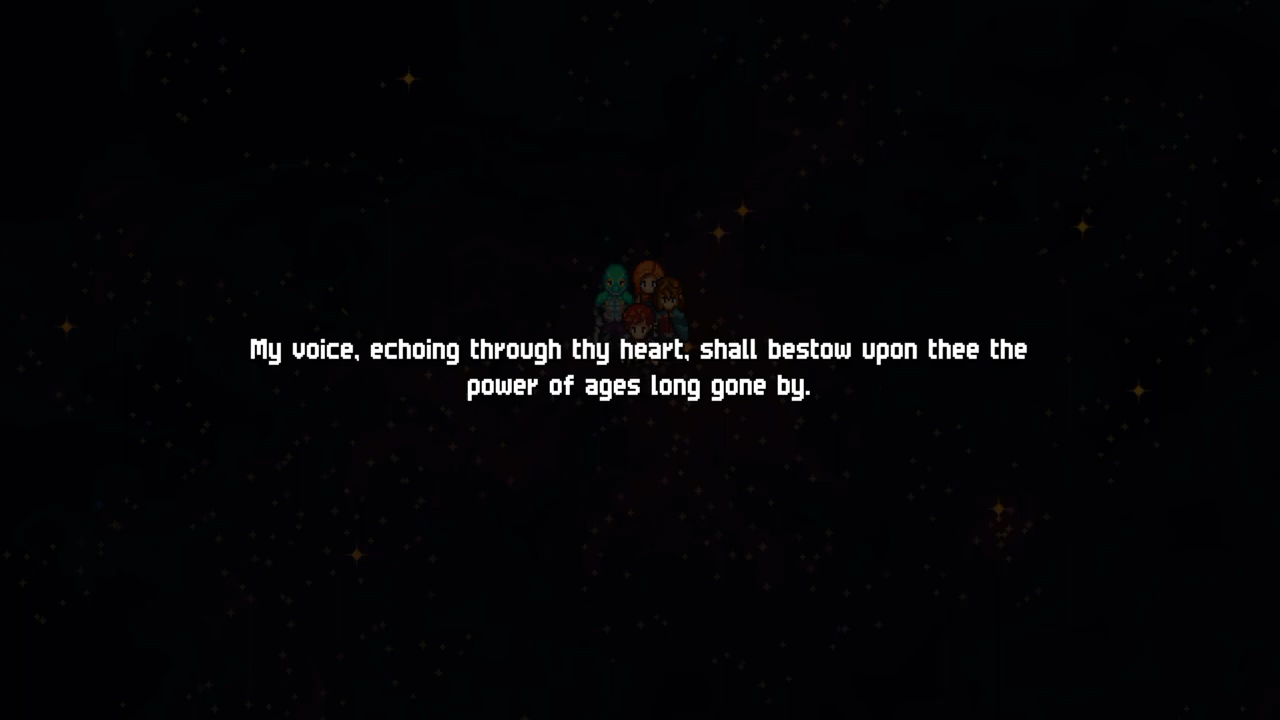 My voice, echoing through thy heart, shall bestow upon thee the
power of ages long gone by.